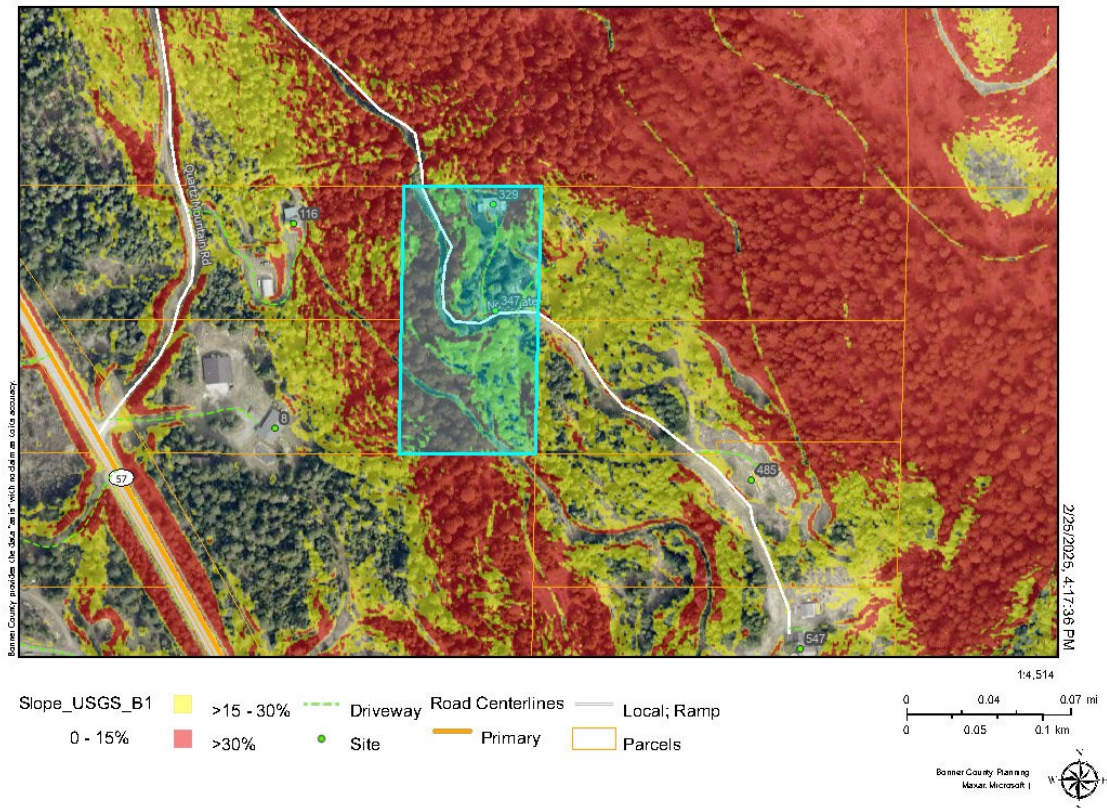 329
116
Quartz Mountain Rd
347
8
57
485
547
Bonner County provides this data "as is" with no claim as to its accuracy.
2/25/2025, 4:17:36 PM
1:4,514
Slope_USGS_B1
0 - 15%
>15 - 30%
>30%
Driveway
Site
Road Centerlines
Primary
Local; Ramp
Parcels
0 0.04 0.07 mi
0 0.05 0.1 km
Bonner County Planning
Maxar, Microsoft |
N
W E